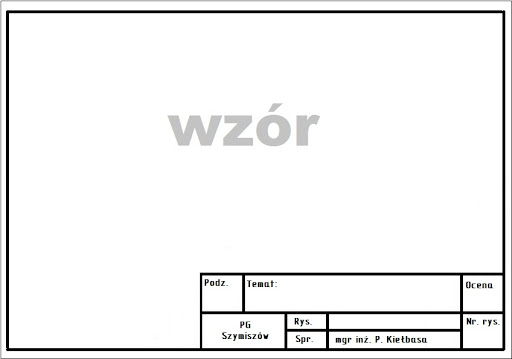 wzór
Podz.
Temat:
Ocena
PG
Szymiszów
Rys.
Nr. rys.
Spr.
mgr inż. P. Kiełbasa